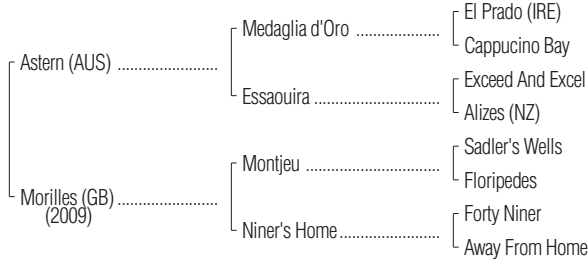 El Prado (IRE)
Medaglia d'Oro ....................
Cappucino Bay
Astern (AUS) ........................
Exceed And Excel
Essaouira ..............................
Alizes (NZ)
Sadler's Wells
Montjeu ................................
Floripedes
Morilles (GB) ........................
(2009)
Forty Niner
Niner's Home ........................
Away From Home